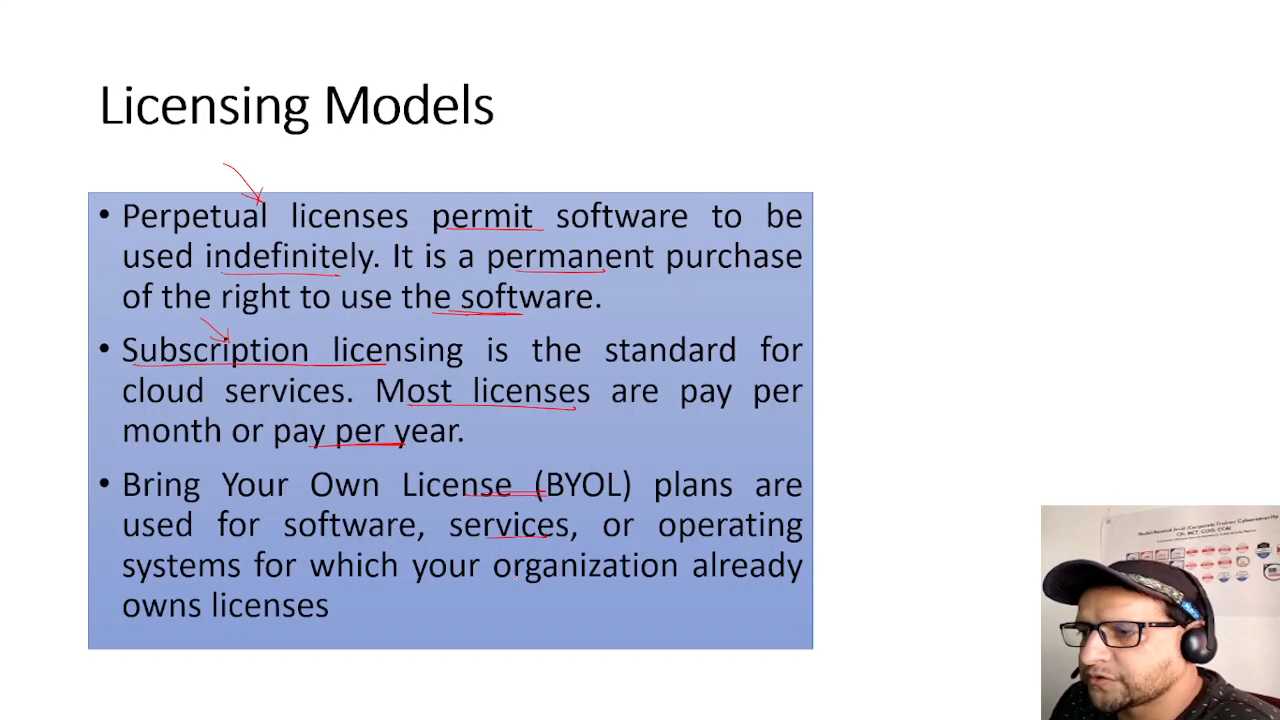 Licensing Models
• Perpetual licenses permit software to be
used indefinitely. It is a permanent purchase
of the right to use the software.
• Subscription licensing is the standard for
cloud services. Most licenses are pay per
month or pay per year.
• Bring Your Own License (BYOL) plans are
used for software, services, or operating
systems for which your organization already
owns licenses